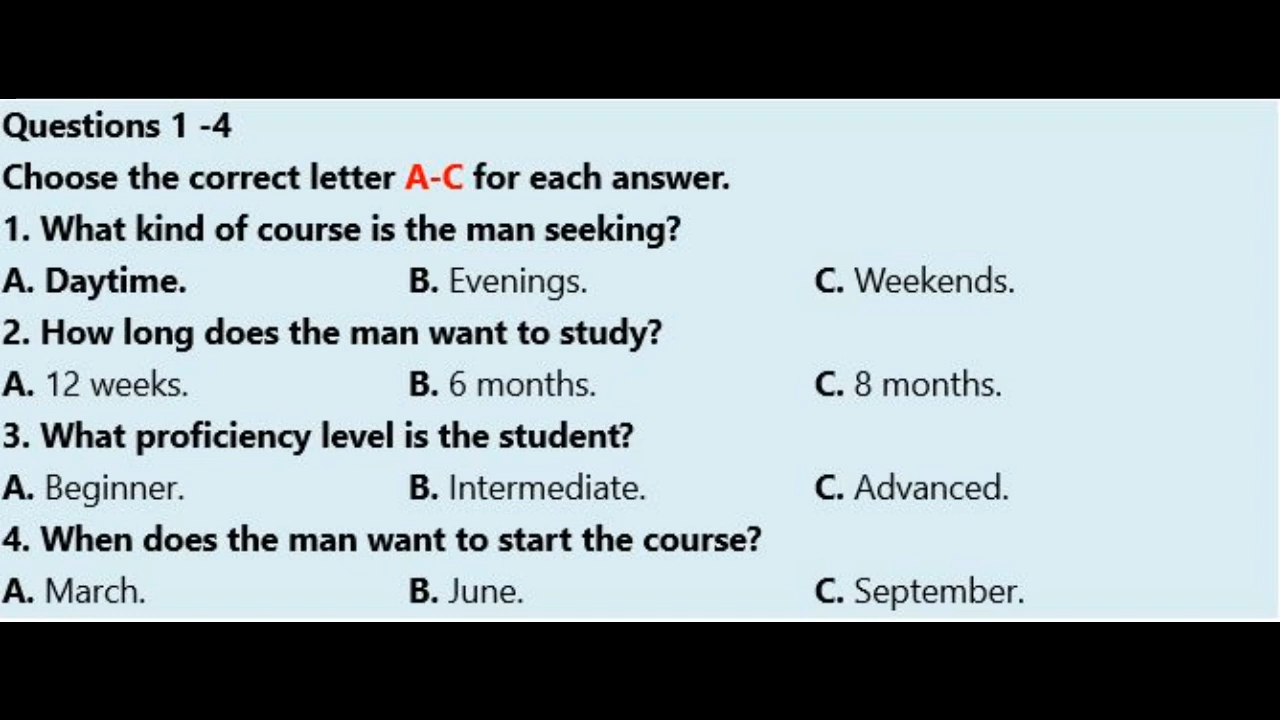 Questions 1 -4
Choose the correct letter A-C for each answer.
1. What kind of course is the man seeking?
A. Daytime. B. Evenings. C. Weekends.
2. How long does the man want to study?
A. 12 weeks. B. 6 months. C. 8 months.
3. What proficiency level is the student?
A. Beginner. B. Intermediate. C. Advanced.
4. When does the man want to start the course?
A. March. B. June. C. September.